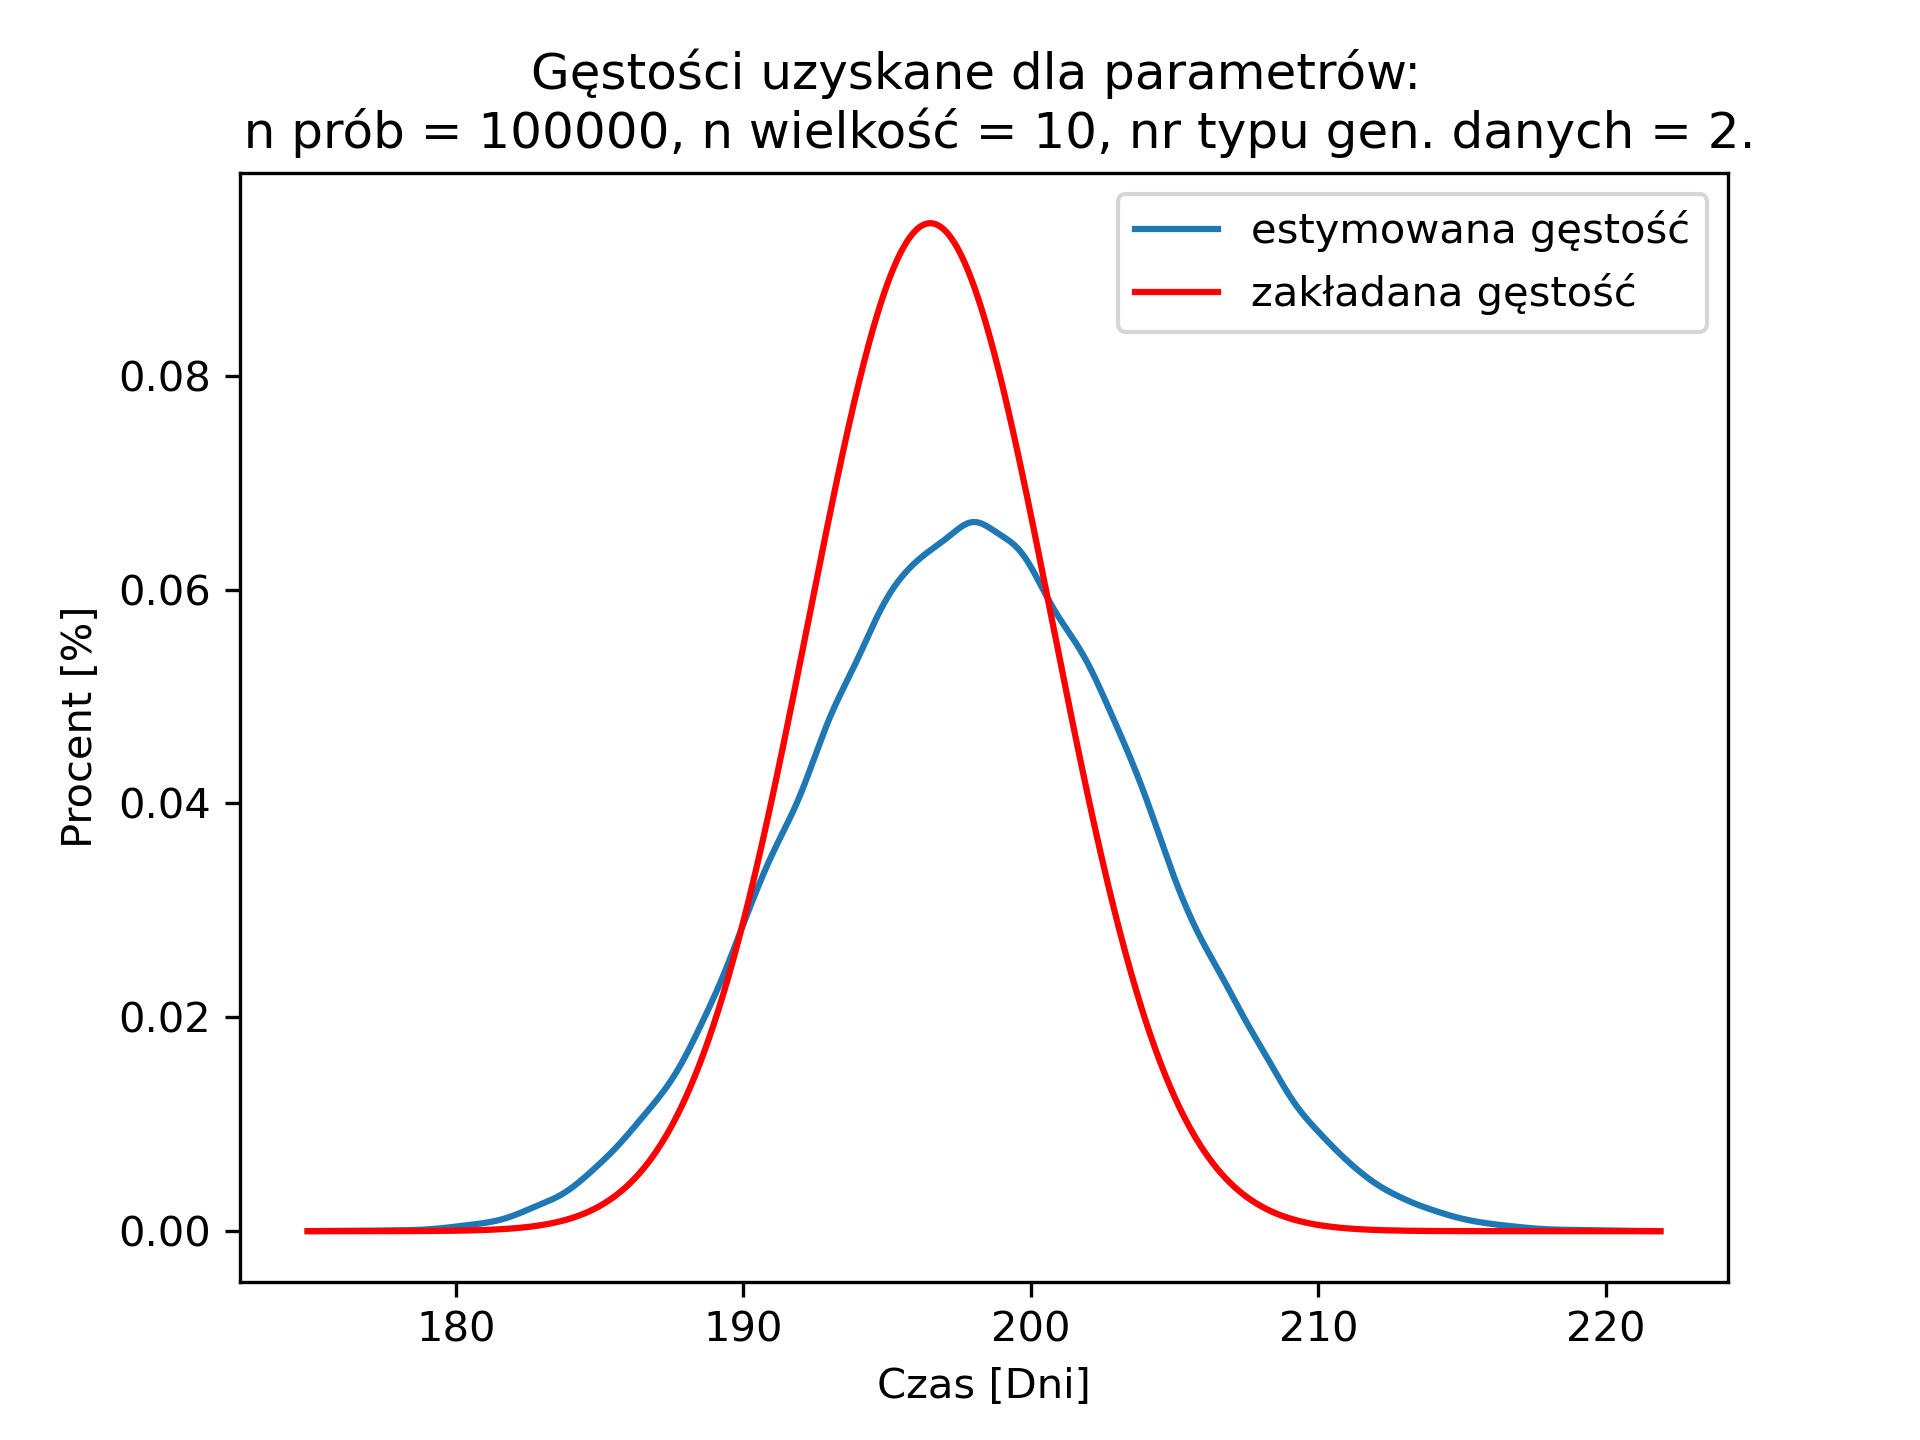 Gęstości uzyskane dla parametrów:
n prób = 100000, n wielkość = 10, nr typu gen. danych = 2.
estymowana gęstość
zakładana gęstość
0.08
0.06
0.04
0.02
0.00
Procent [%]
180 190 200 210 220
Czas [Dni]